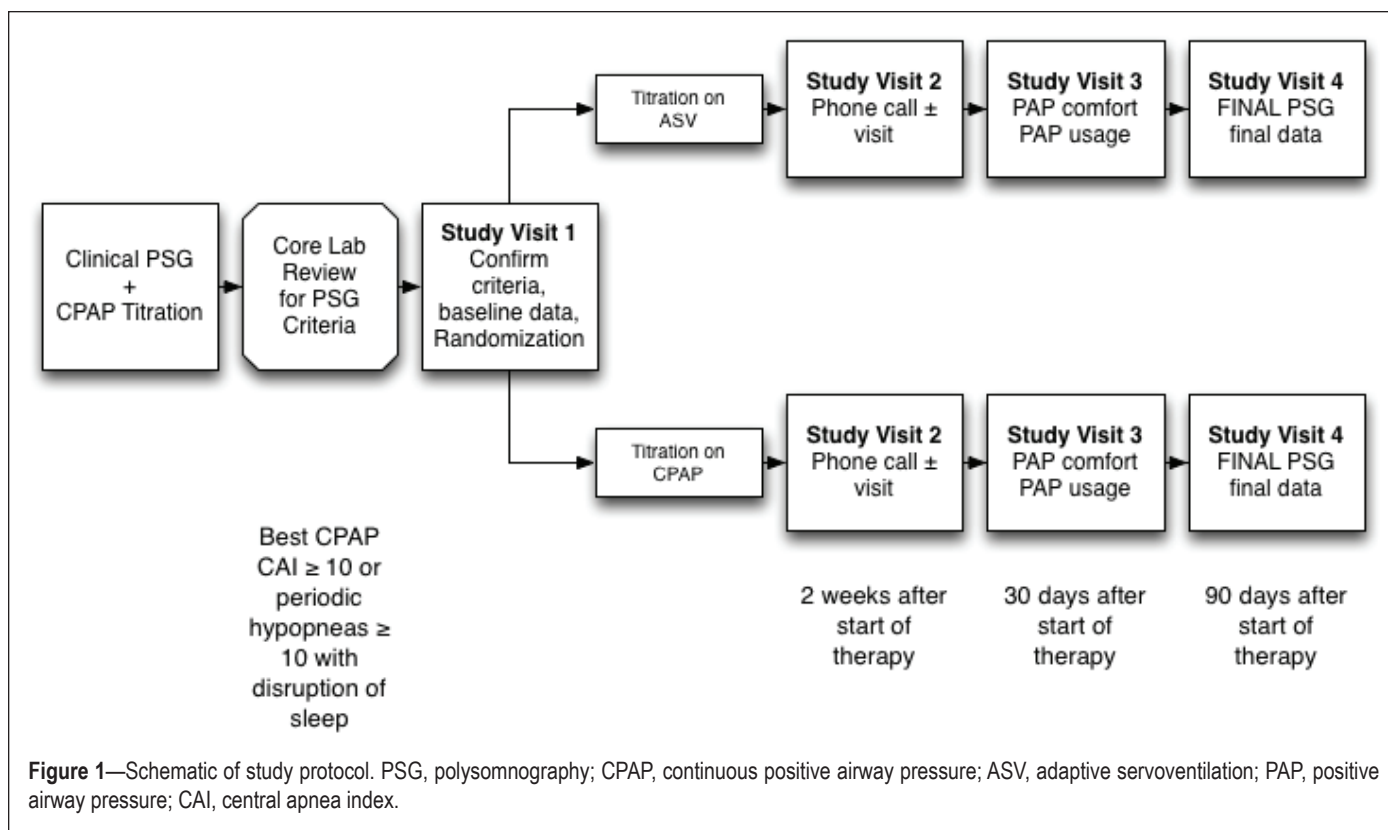 Clinical PSG
+
CPAP Titration
Core Lab
Review
for PSG
Criteria
Best CPAP
CAI ≥ 10 or
periodic
hypopneas ≥
10 with
disruption of
sleep
Study Visit 1
Confirm
criteria,
baseline data,
Randomization
Titration on
ASV
Study Visit 2
Phone call ±
visit
Study Visit 3
PAP comfort
PAP usage
Study Visit 4
FINAL PSG
final data
Titration on
CPAP
Study Visit 2
Phone call ±
visit
Study Visit 3
PAP comfort
PAP usage
Study Visit 4
FINAL PSG
final data
2 weeks after
start of
therapy
30 days after
start of
therapy
90 days after
start of
therapy
Figure 1—Schematic of study protocol. PSG, polysomnography; CPAP, continuous positive airway pressure; ASV, adaptive servoventilation; PAP, positive
airway pressure; CAI, central apnea index.